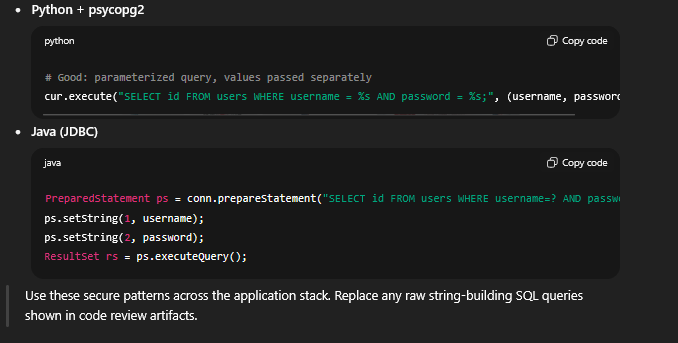 • Python + psycopg2
python
Copy code
# Good: parameterized query, values passed separately
cur.execute("SELECT id FROM users WHERE username = %s AND password = %s;", (username, password
• Java (JDBC)
java
Copy code
PreparedStatement ps = conn.prepareStatement("SELECT id FROM users WHERE username=? AND passw
ps.setString(1, username);
ps.setString(2, password);
ResultSet rs = ps.executeQuery();
Use these secure patterns across the application stack. Replace any raw string-building SQL queries
shown in code review artifacts.